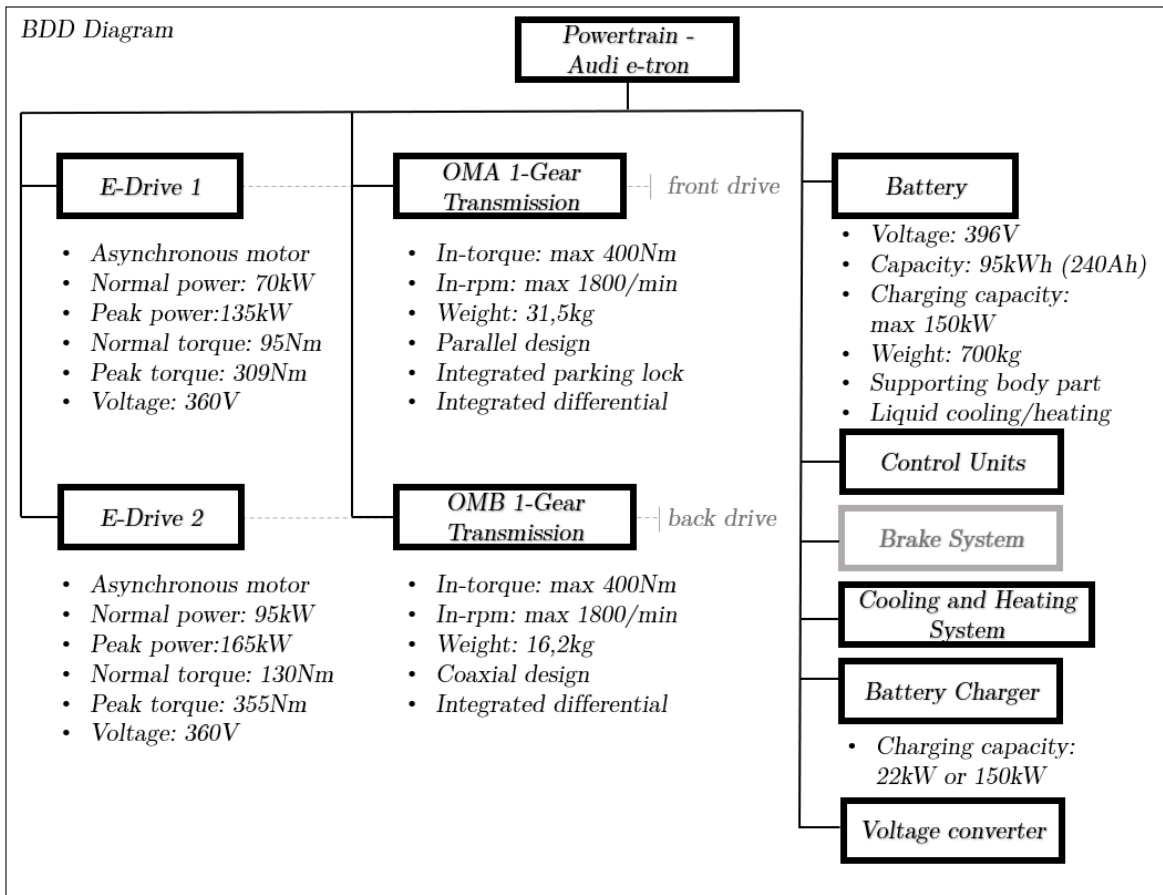 BDD Diagram
Powertrain -
Audi e-tron
E-Drive 1
• Asynchronous motor
• Normal power: 70kW
• Peak power:135kW
• Normal torque: 95Nm
• Peak torque: 309Nm
• Voltage: 360V
OMA 1-Gear
Transmission
front drive
• In-torque: max 400Nm
• In-rpm: max 1800/min
• Weight: 31,5kg
• Parallel design
• Integrated parking lock
• Integrated differential
E-Drive 2
• Asynchronous motor
• Normal power: 95kW
• Peak power:165kW
• Normal torque: 130Nm
• Peak torque: 355Nm
• Voltage: 360V
OMB 1-Gear
Transmission
back drive
• In-torque: max 400Nm
• In-rpm: max 1800/min
• Weight: 16,2kg
• Coaxial design
• Integrated differential
Battery
• Voltage: 396V
• Capacity: 95kWh (240Ah)
• Charging capacity:
max 150kW
• Weight: 700kg
• Supporting body part
• Liquid cooling/heating
Control Units
Brake System
Cooling and Heating
System
Battery Charger
• Charging capacity:
22kW or 150kW
Voltage converter